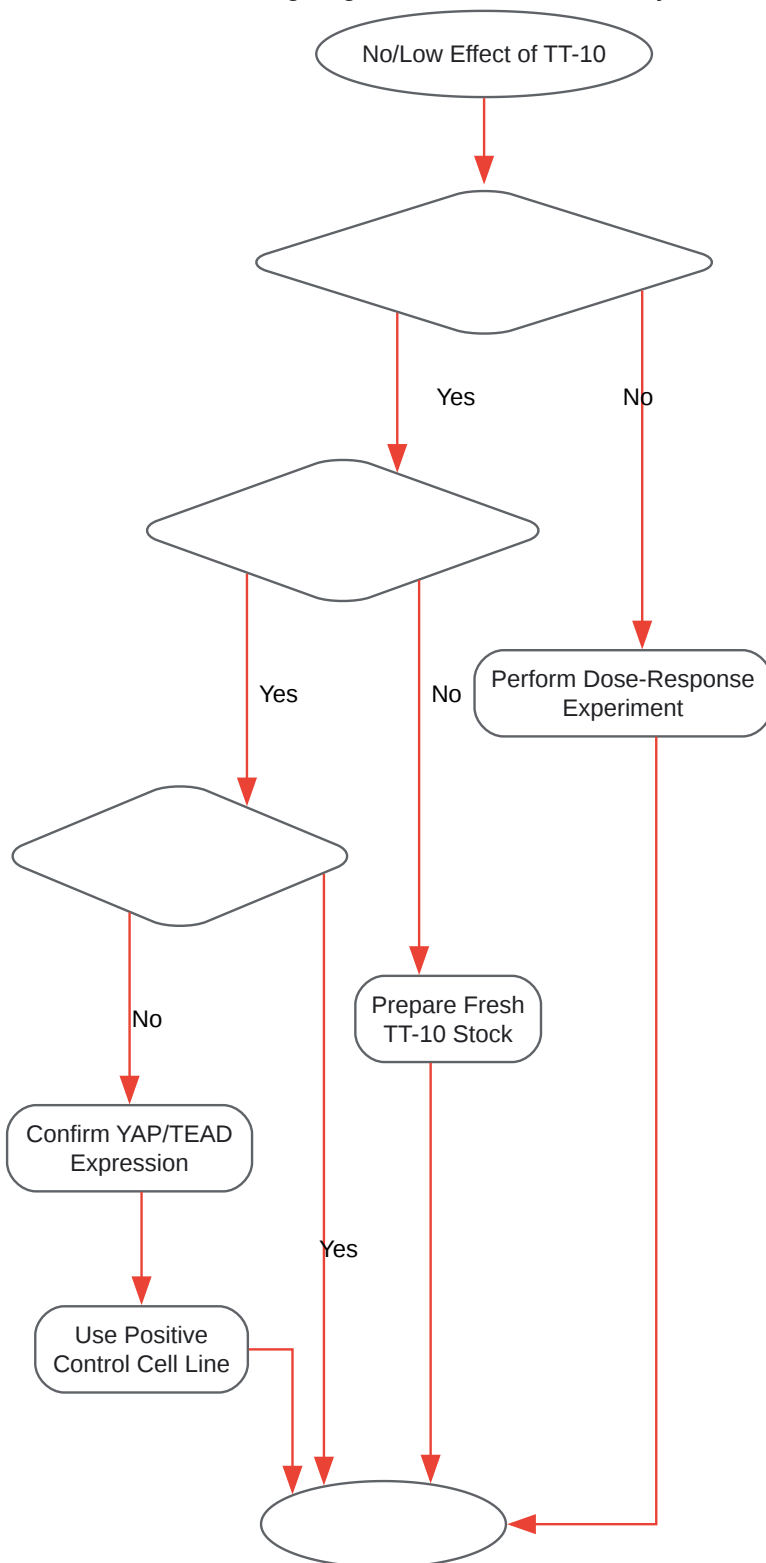 No/Low Effect of TT-10
Yes
No
Yes
No
Perform Dose-Response
Experiment
No
Prepare Fresh
TT-10 Stock
Confirm YAP/TEAD
Expression
Yes
Use Positive
Control Cell Line